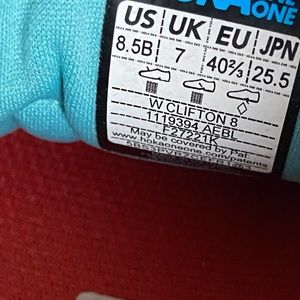 ONE ONE
US UK EU JPN
8.5B 7 40⅔ 25.5
W CLIFTON 8
1119394 AEBL
F27221S
May be covered by Pat.
www.hokaoneone.com/patents